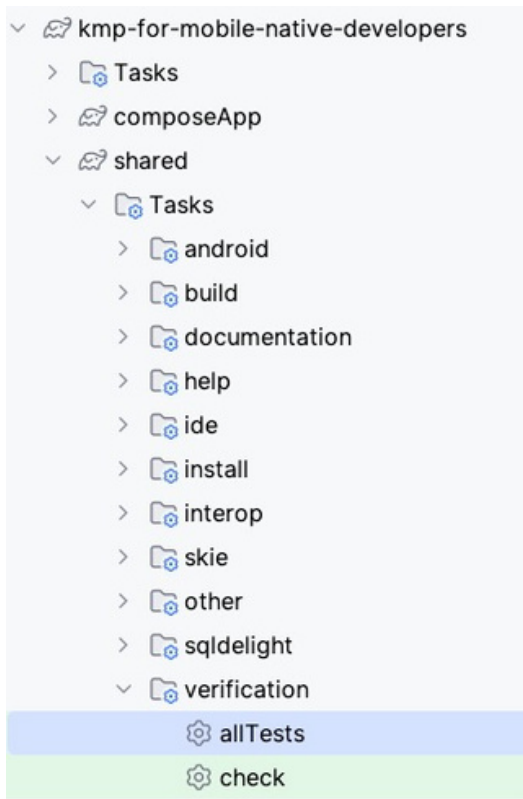 kmp-for-mobile-native-developers
Tasks
composeApp
shared
Tasks
android
build
documentation
help
ide
install
interop
skie
other
sqldelight
verification
allTests
check